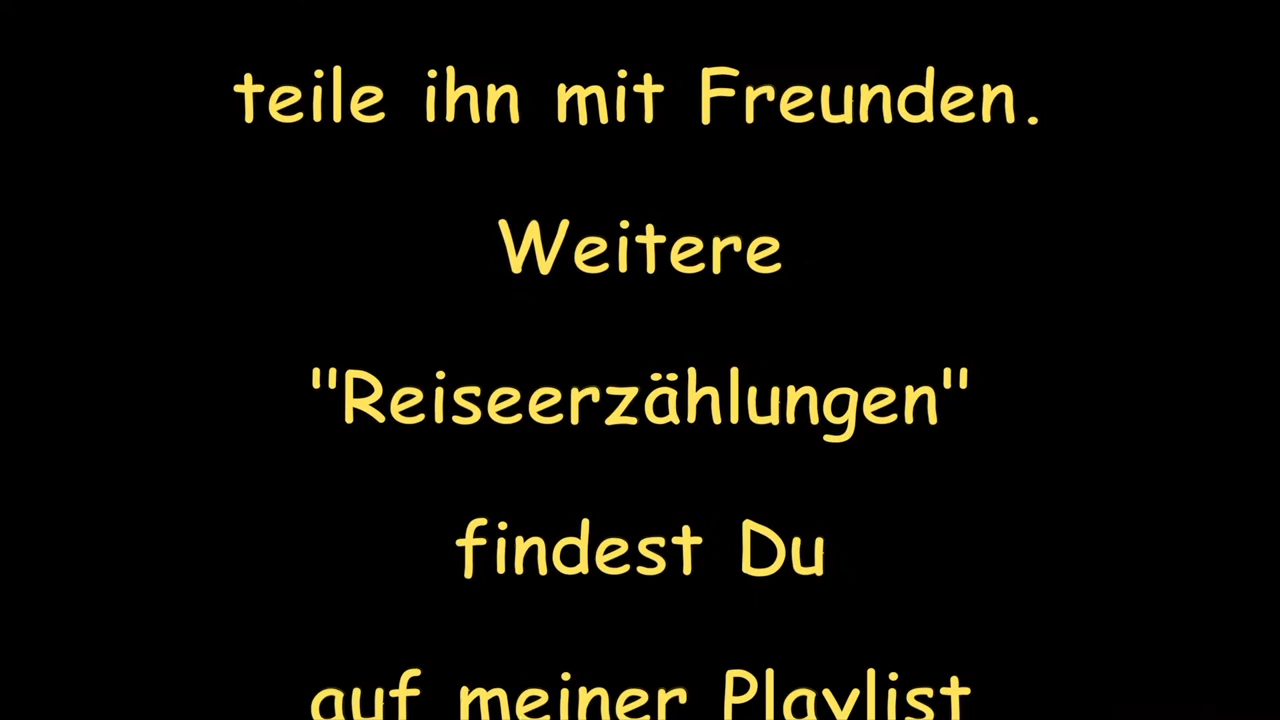 teile ihn mit Freunden.
Weitere
"Reiseerzählungen"
findest Du
auf meiner Playlist